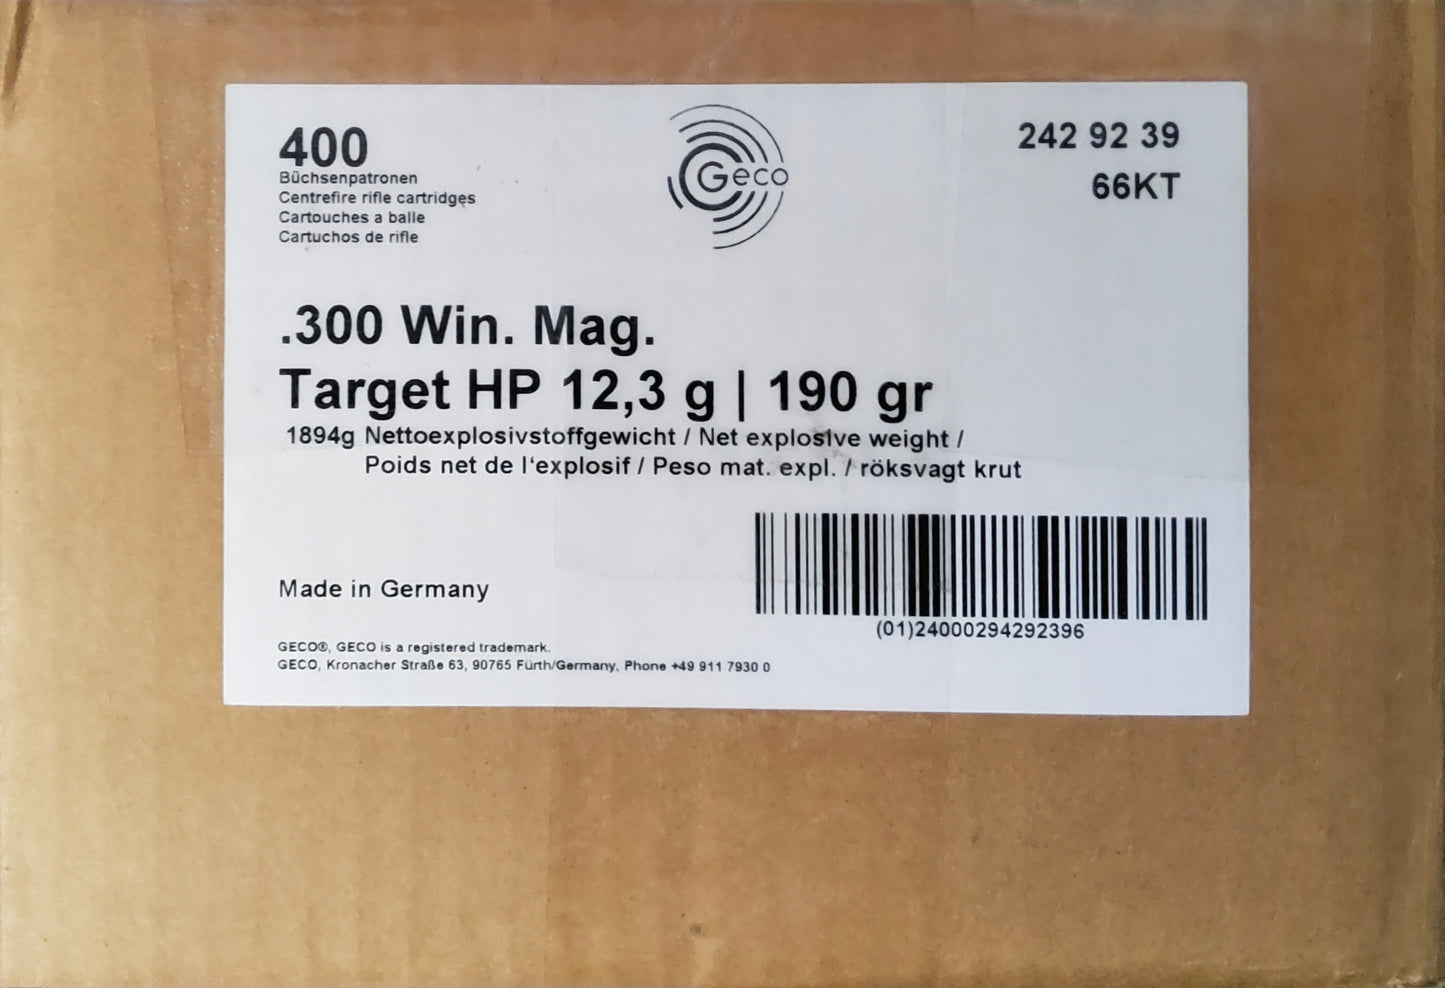 400
Büchsenpatronen
Centrefire rifle cartridges
Cartouches a balle
Cartuchos de rifle
Geco
242 92 39
66KT
.300 Win. Mag.
Target HP 12,3 g | 190 gr
1894g Nettoexplosivstoffgewicht / Net explosive weight /
Poids net de l'explosif / Peso mat. expl. / röksvagt krut
(01)24000294292396
Made in Germany
GECO®, GECO is a registered trademark.
GECO, Kronacher Straße 63, 90765 Fürth/Germany, Phone +49 911 7930 0